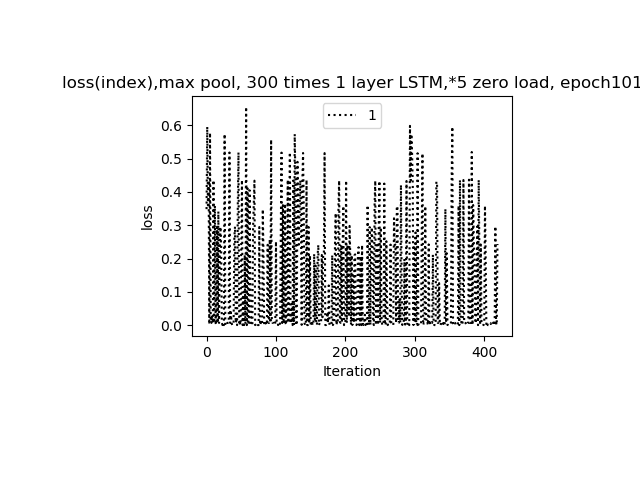 loss(index),max pool, 300 times 1 layer LSTM,*5 zero load, epoch101
1
loss
0.6
0.5
0.4
0.3
0.2
0.1
0.0
0 100 200 300 400
Iteration